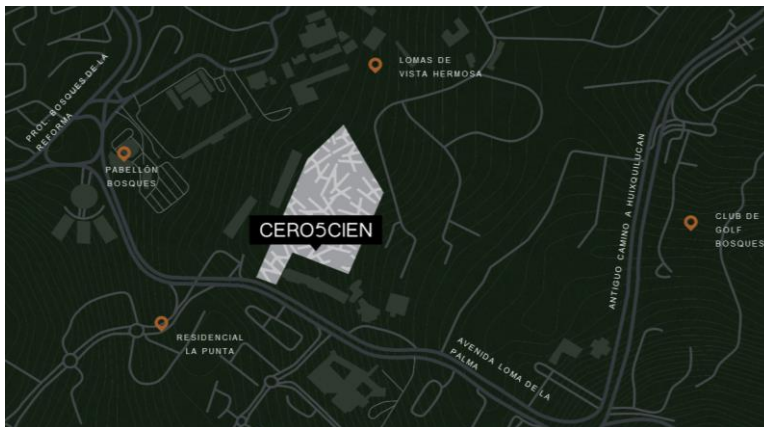 LOMAS DE
VISTA HERMOSA
PROL. BOSQUES DE LA
REFORMA
PABELLÓN
BOSQUES
CERO5CIEN
ANTIGUO CAMINO A HUIXQUILUCAN
CLUB DE
GOLF
BOSQUES
RESIDENCIAL
LA PUNTA
AVENIDA LOMA DE LA
PALMA